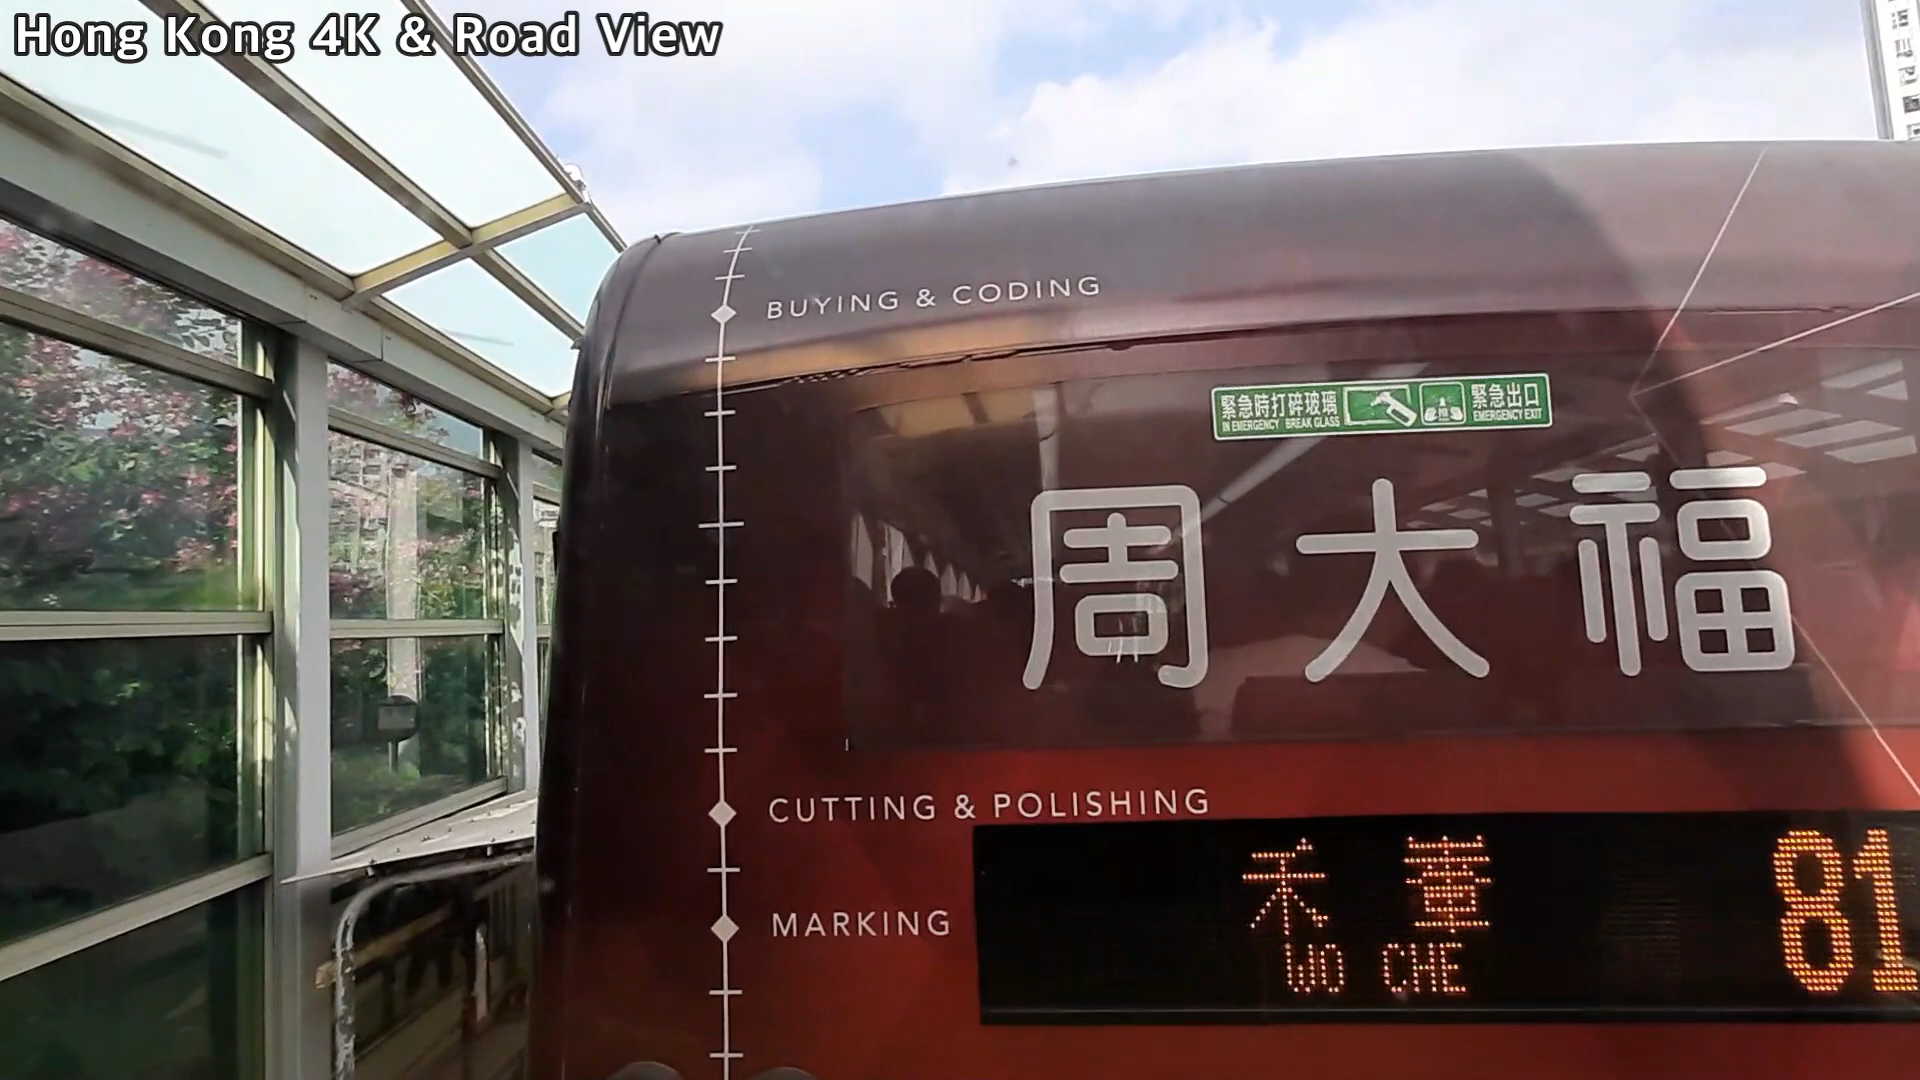 Hong Kong 4K & Road View
BUYING & CODING
緊急時打碎玻璃
IN EMERGENCY BREAK GLASS
緊急出口
EMERGENCY EXIT
周大福
CUTTING & POLISHING
MARKING
禾輋
WO CHE
81